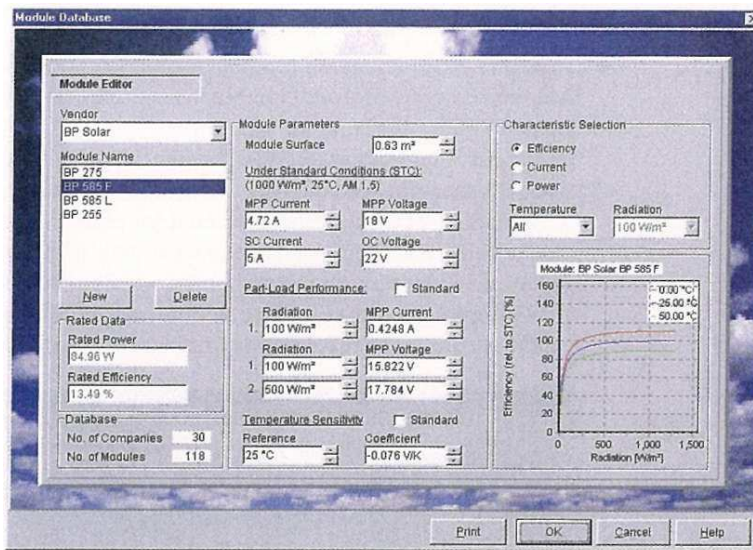 Module Database
Module Editor
Vendor
BP Solar
Module Name
BP 275
BP 585 F
BP 585 L
BP 255
New
Delete
Rated Data
Rated Power
84.96 W
Rated Efficiency
13.49 %
Database
No. of Companies 30
No. of Modules 118
Module Parameters
Module Surface 0.63 m²
Under Standard Conditions (STC):
(1000 W/m², 25°C, AM 1.5)
MPP Current MPP Voltage
4.72 A 18 V
SC Current OC Voltage
5 A 22 V
Part-Load Performance: Standard
Radiation MPP Current
1. 100 W/m² 0.4248 A
Radiation MPP Voltage
1. 100 W/m² 15.822 V
2. 500 W/m² 17.784 V
Temperature Sensitivity Standard
Reference Coefficient
25 °C -0.076 V/K
Characteristic Selection
Efficiency
Current
Power
Temperature Radiation
All 100 W/m²
Module: BP Solar BP 585 F
Efficiency (rel. to STC) [%]
160
140
120
100
80
60
40
20
0
0.00 °C
25.00 °C
50.00 °C
0 500 1,000 1,500
Radiation [W/m²]
Print OK Cancel Help